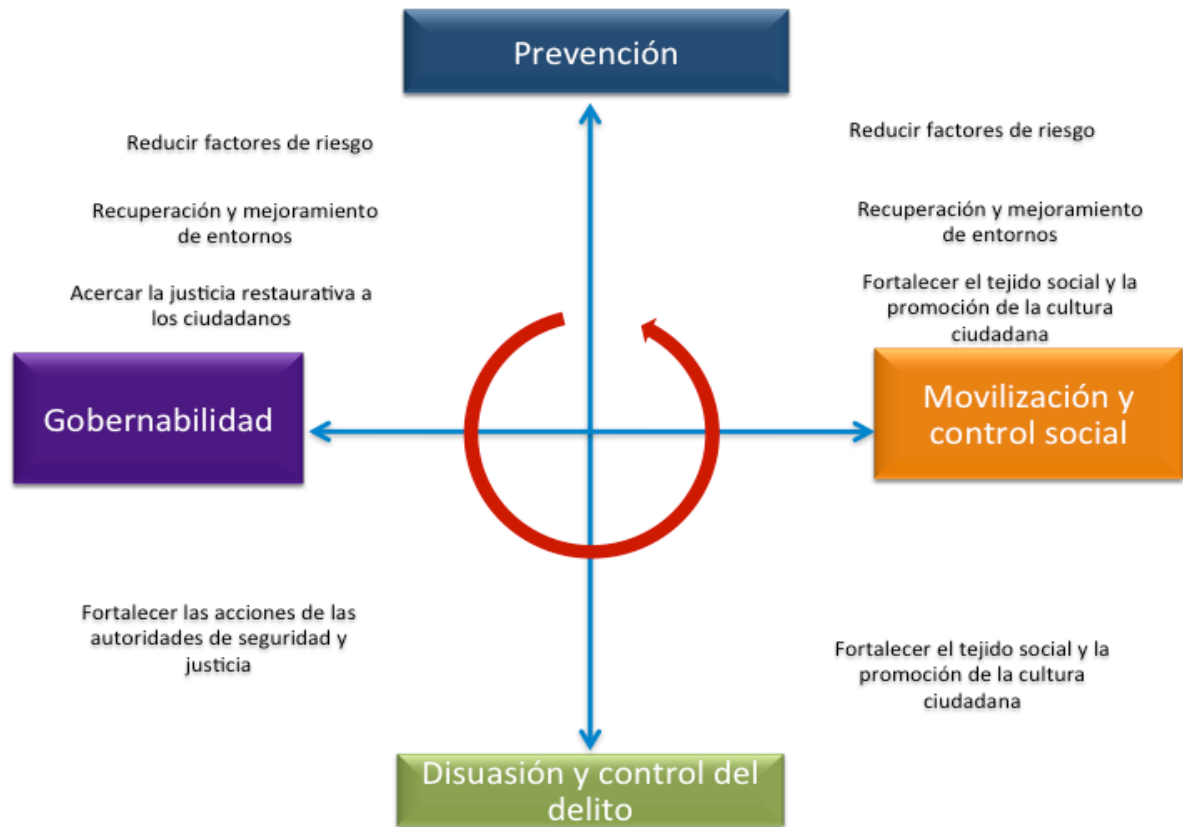 Prevención
Reducir factores de riesgo
Recuperación y mejoramiento
de entornos
Acercar la justicia restaurativa a
los ciudadanos
Reducir factores de riesgo
Recuperación y mejoramiento
de entornos
Fortalecer el tejido social y la
promoción de la cultura
ciudadana
Gobernabilidad
Movilización y
control social
Fortalecer las acciones de las
autoridades de seguridad y
justicia
Fortalecer el tejido social y la
promoción de la cultura
ciudadana
Disuasión y control del
delito